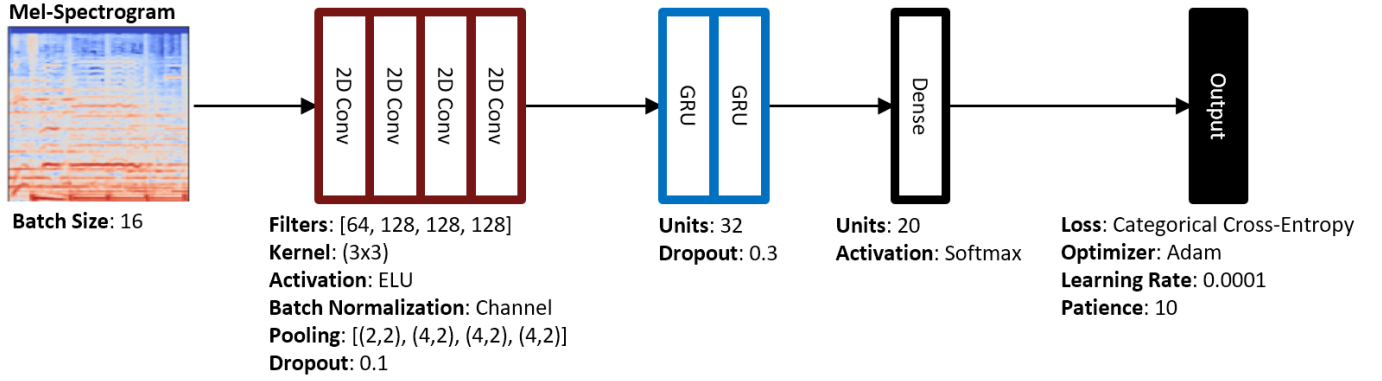 Mel-Spectrogram
Batch Size: 16
2D Conv
2D Conv
2D Conv
2D Conv
Filters: [64, 128, 128, 128]
Kernel: (3x3)
Activation: ELU
Batch Normalization: Channel
Pooling: [(2,2), (4,2), (4,2), (4,2)]
Dropout: 0.1
GRU
GRU
Units: 32
Dropout: 0.3
Dense
Units: 20
Activation: Softmax
Output
Loss: Categorical Cross-Entropy
Optimizer: Adam
Learning Rate: 0.0001
Patience: 10